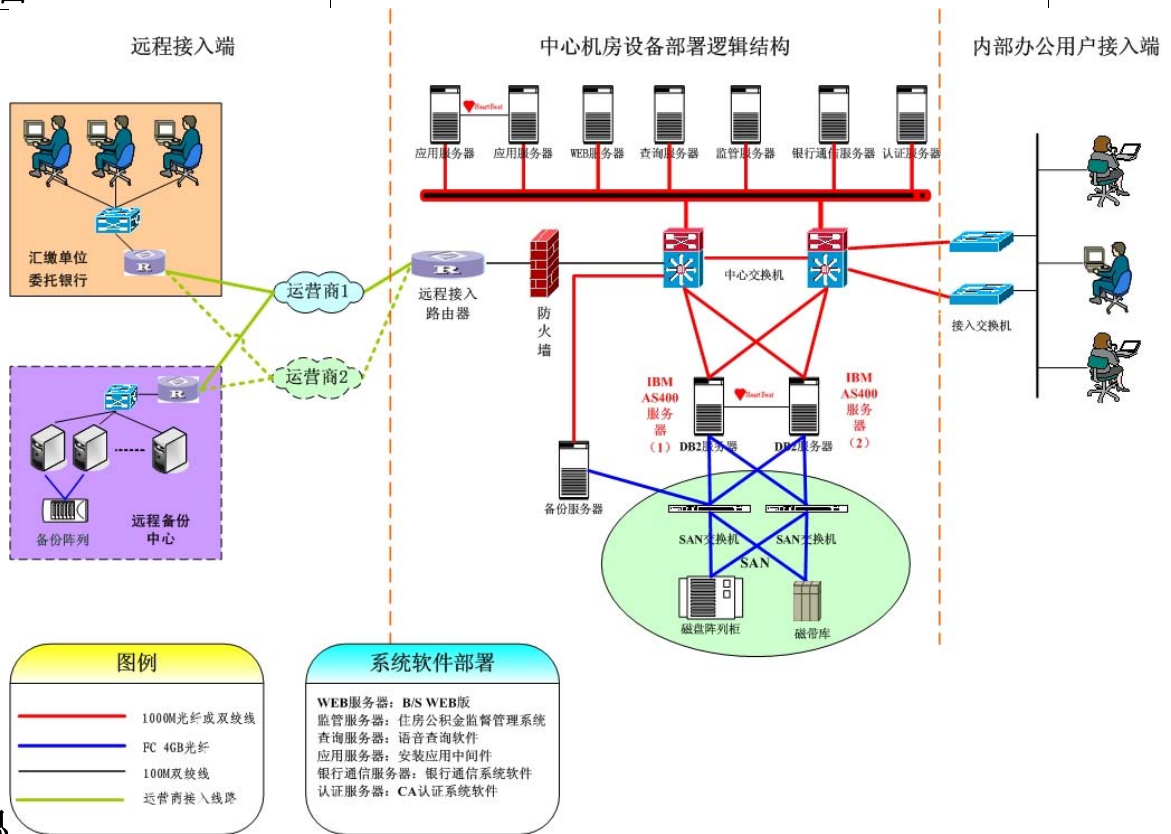 远程接入端
中心机房设备部署逻辑结构
内部办公用户接入端
HeartBeat
应用服务器
应用服务器
WEB服务器
查询服务器
监管服务器
银行通信服务器
认证服务器
汇缴单位
委托银行
R
运营商1
R
远程接入
路由器
防
火
墙
中心交换机
接入交换机
运营商2
R
IBM
AS400
服务
器
(1)
HeartBeat
IBM
AS400
服务
器
(2)
DB2服务器
DB2服务器
备份服务器
备份阵列
远程备份
中心
SAN交换机
SAN交换机
SAN
磁盘阵列柜
磁带库
图例
1000M光纤或双绞线
FC 4GB光纤
100M双绞线
运营商接入线路
系统软件部署
WEB服务器：B/S WEB版
监管服务器：住房公积金监督管理系统
查询服务器：语音查询软件
应用服务器：安装应用中间件
银行通信服务器：银行通信系统软件
认证服务器：CA认证系统软件